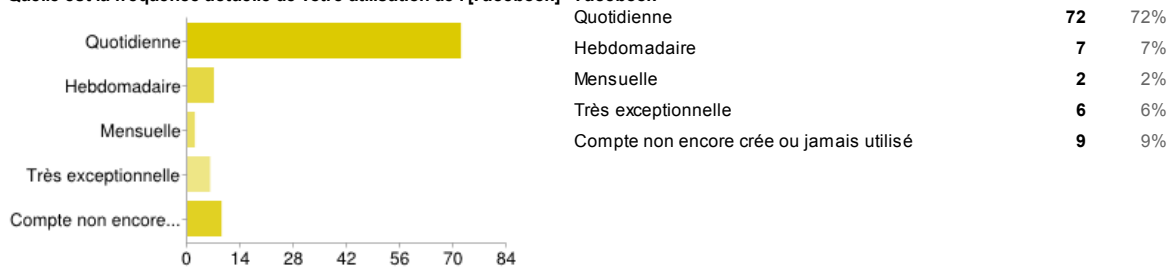 Quotidienne
Hebdomadaire
Mensuelle
Très exceptionnelle
Compte non encore...
0 14 28 42 56 70 84
Quotidienne 72 72%
Hebdomadaire 7 7%
Mensuelle 2 2%
Très exceptionnelle 6 6%
Compte non encore crée ou jamais utilisé 9 9%